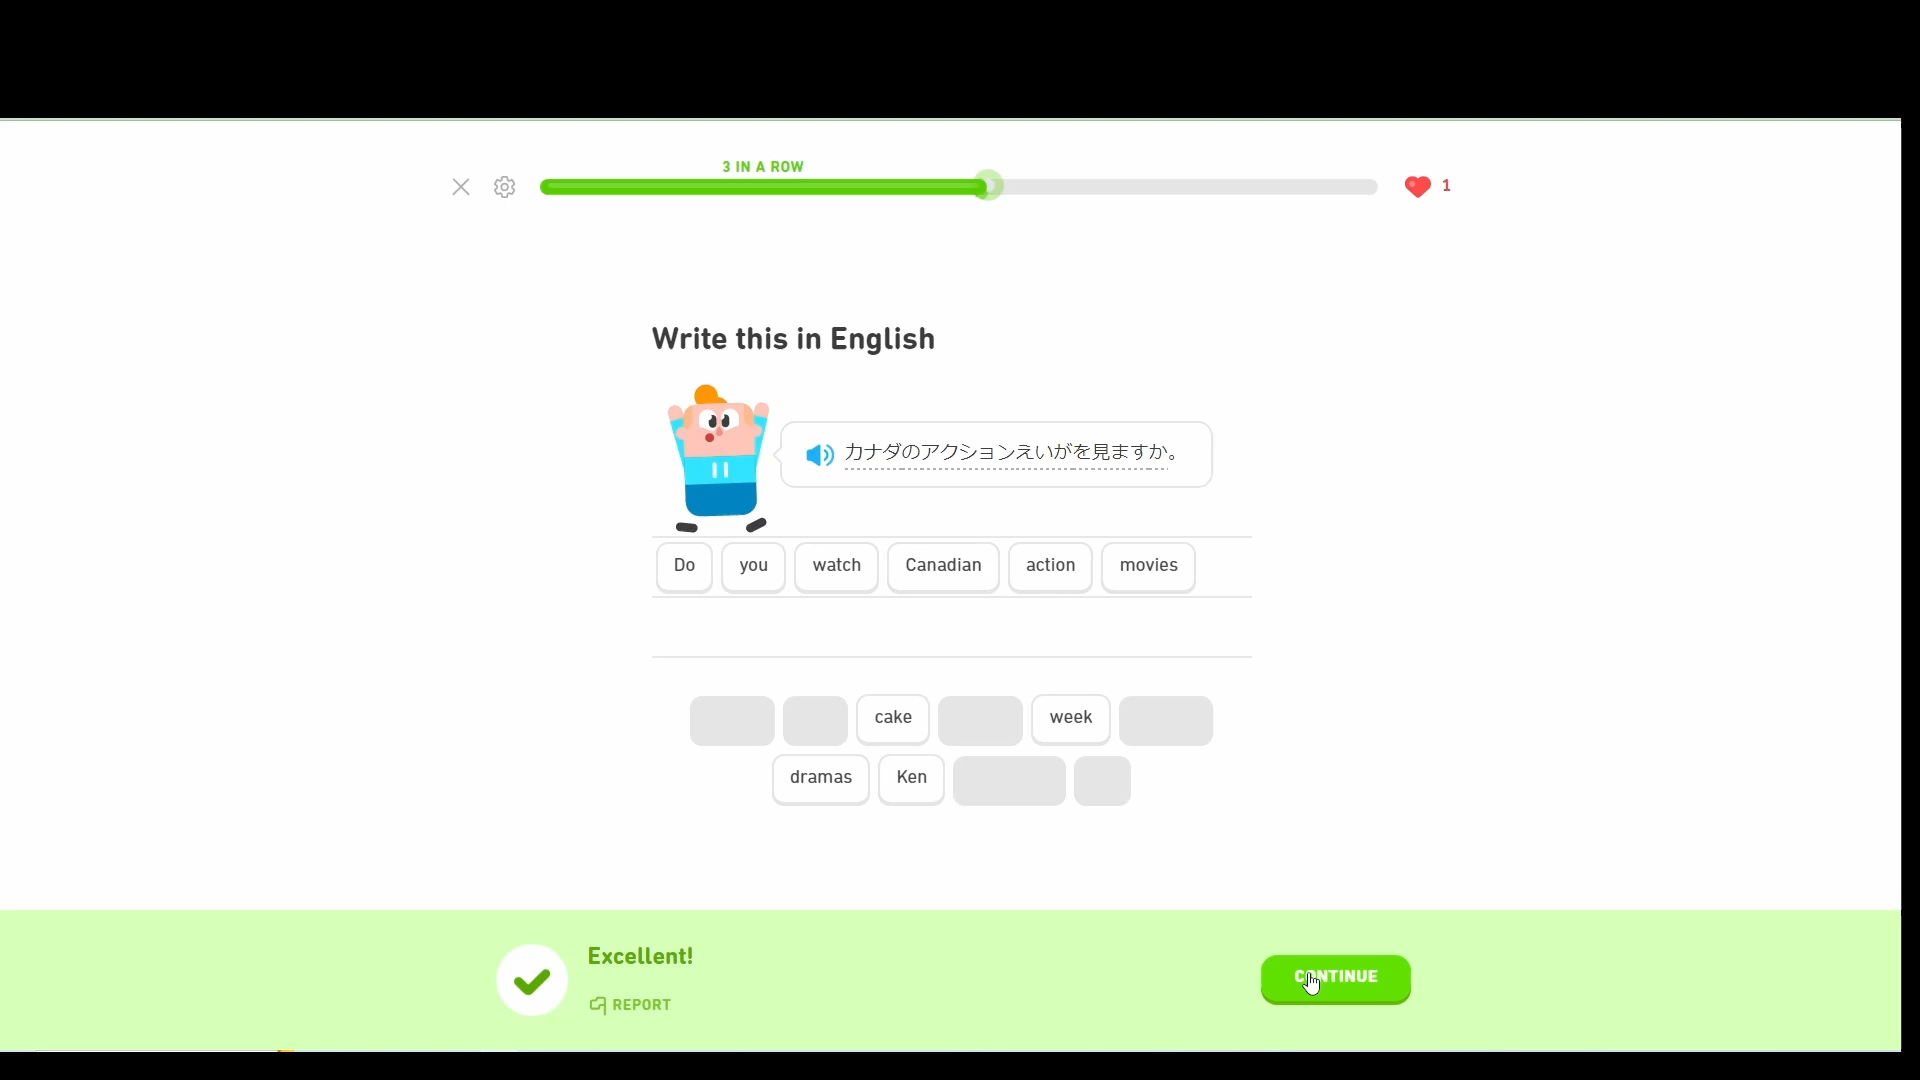 3 IN A ROW
1
Write this in English
カナダのアクションえいがを見ますか。
Do you watch Canadian action movies
cake week
dramas Ken
Excellent!
REPORT
CONTINUE